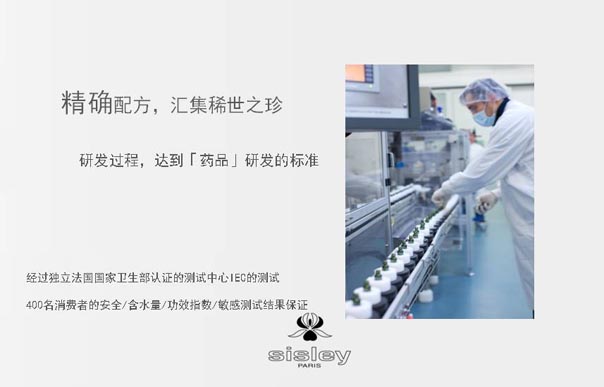 精确配方，汇集稀世之珍
研发过程，达到「药品」研发的标准
经过独立法国国家卫生部认证的测试中心IEC的测试
400名消费者的安全/含水量/功效指数/敏感测试结果保证
sisley
PARIS